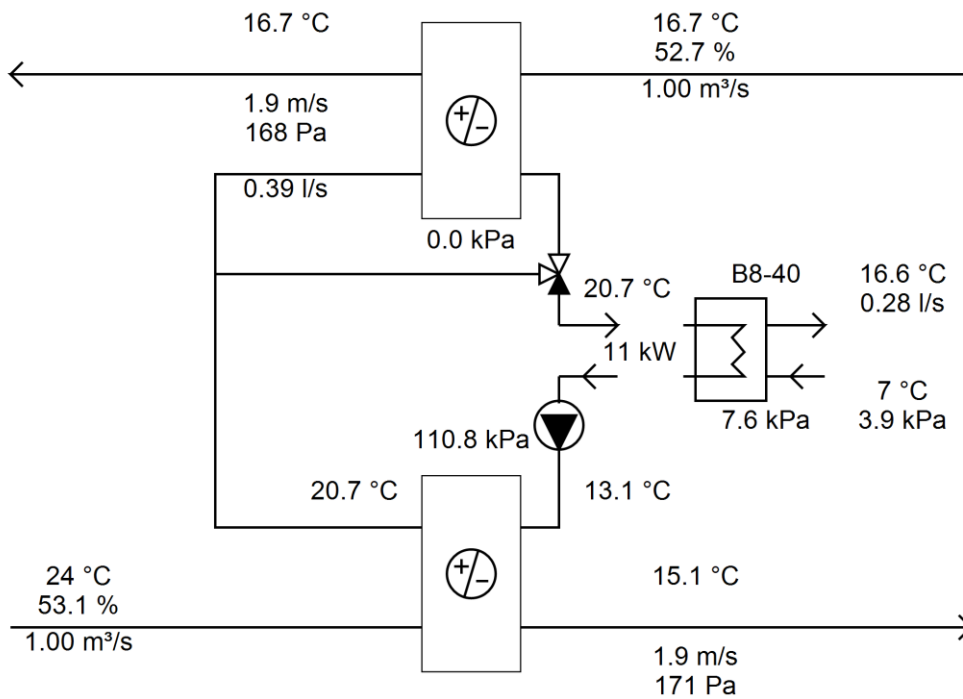 16.7 °C
16.7 °C
52.7 %
1.00 m³/s
1.9 m/s
168 Pa
0.39 l/s
0.0 kPa
20.7 °C
B8-40
16.6 °C
0.28 l/s
11 kW
7 °C
7.6 kPa
3.9 kPa
110.8 kPa
20.7 °C
13.1 °C
24 °C
53.1 %
1.00 m³/s
15.1 °C
1.9 m/s
171 Pa